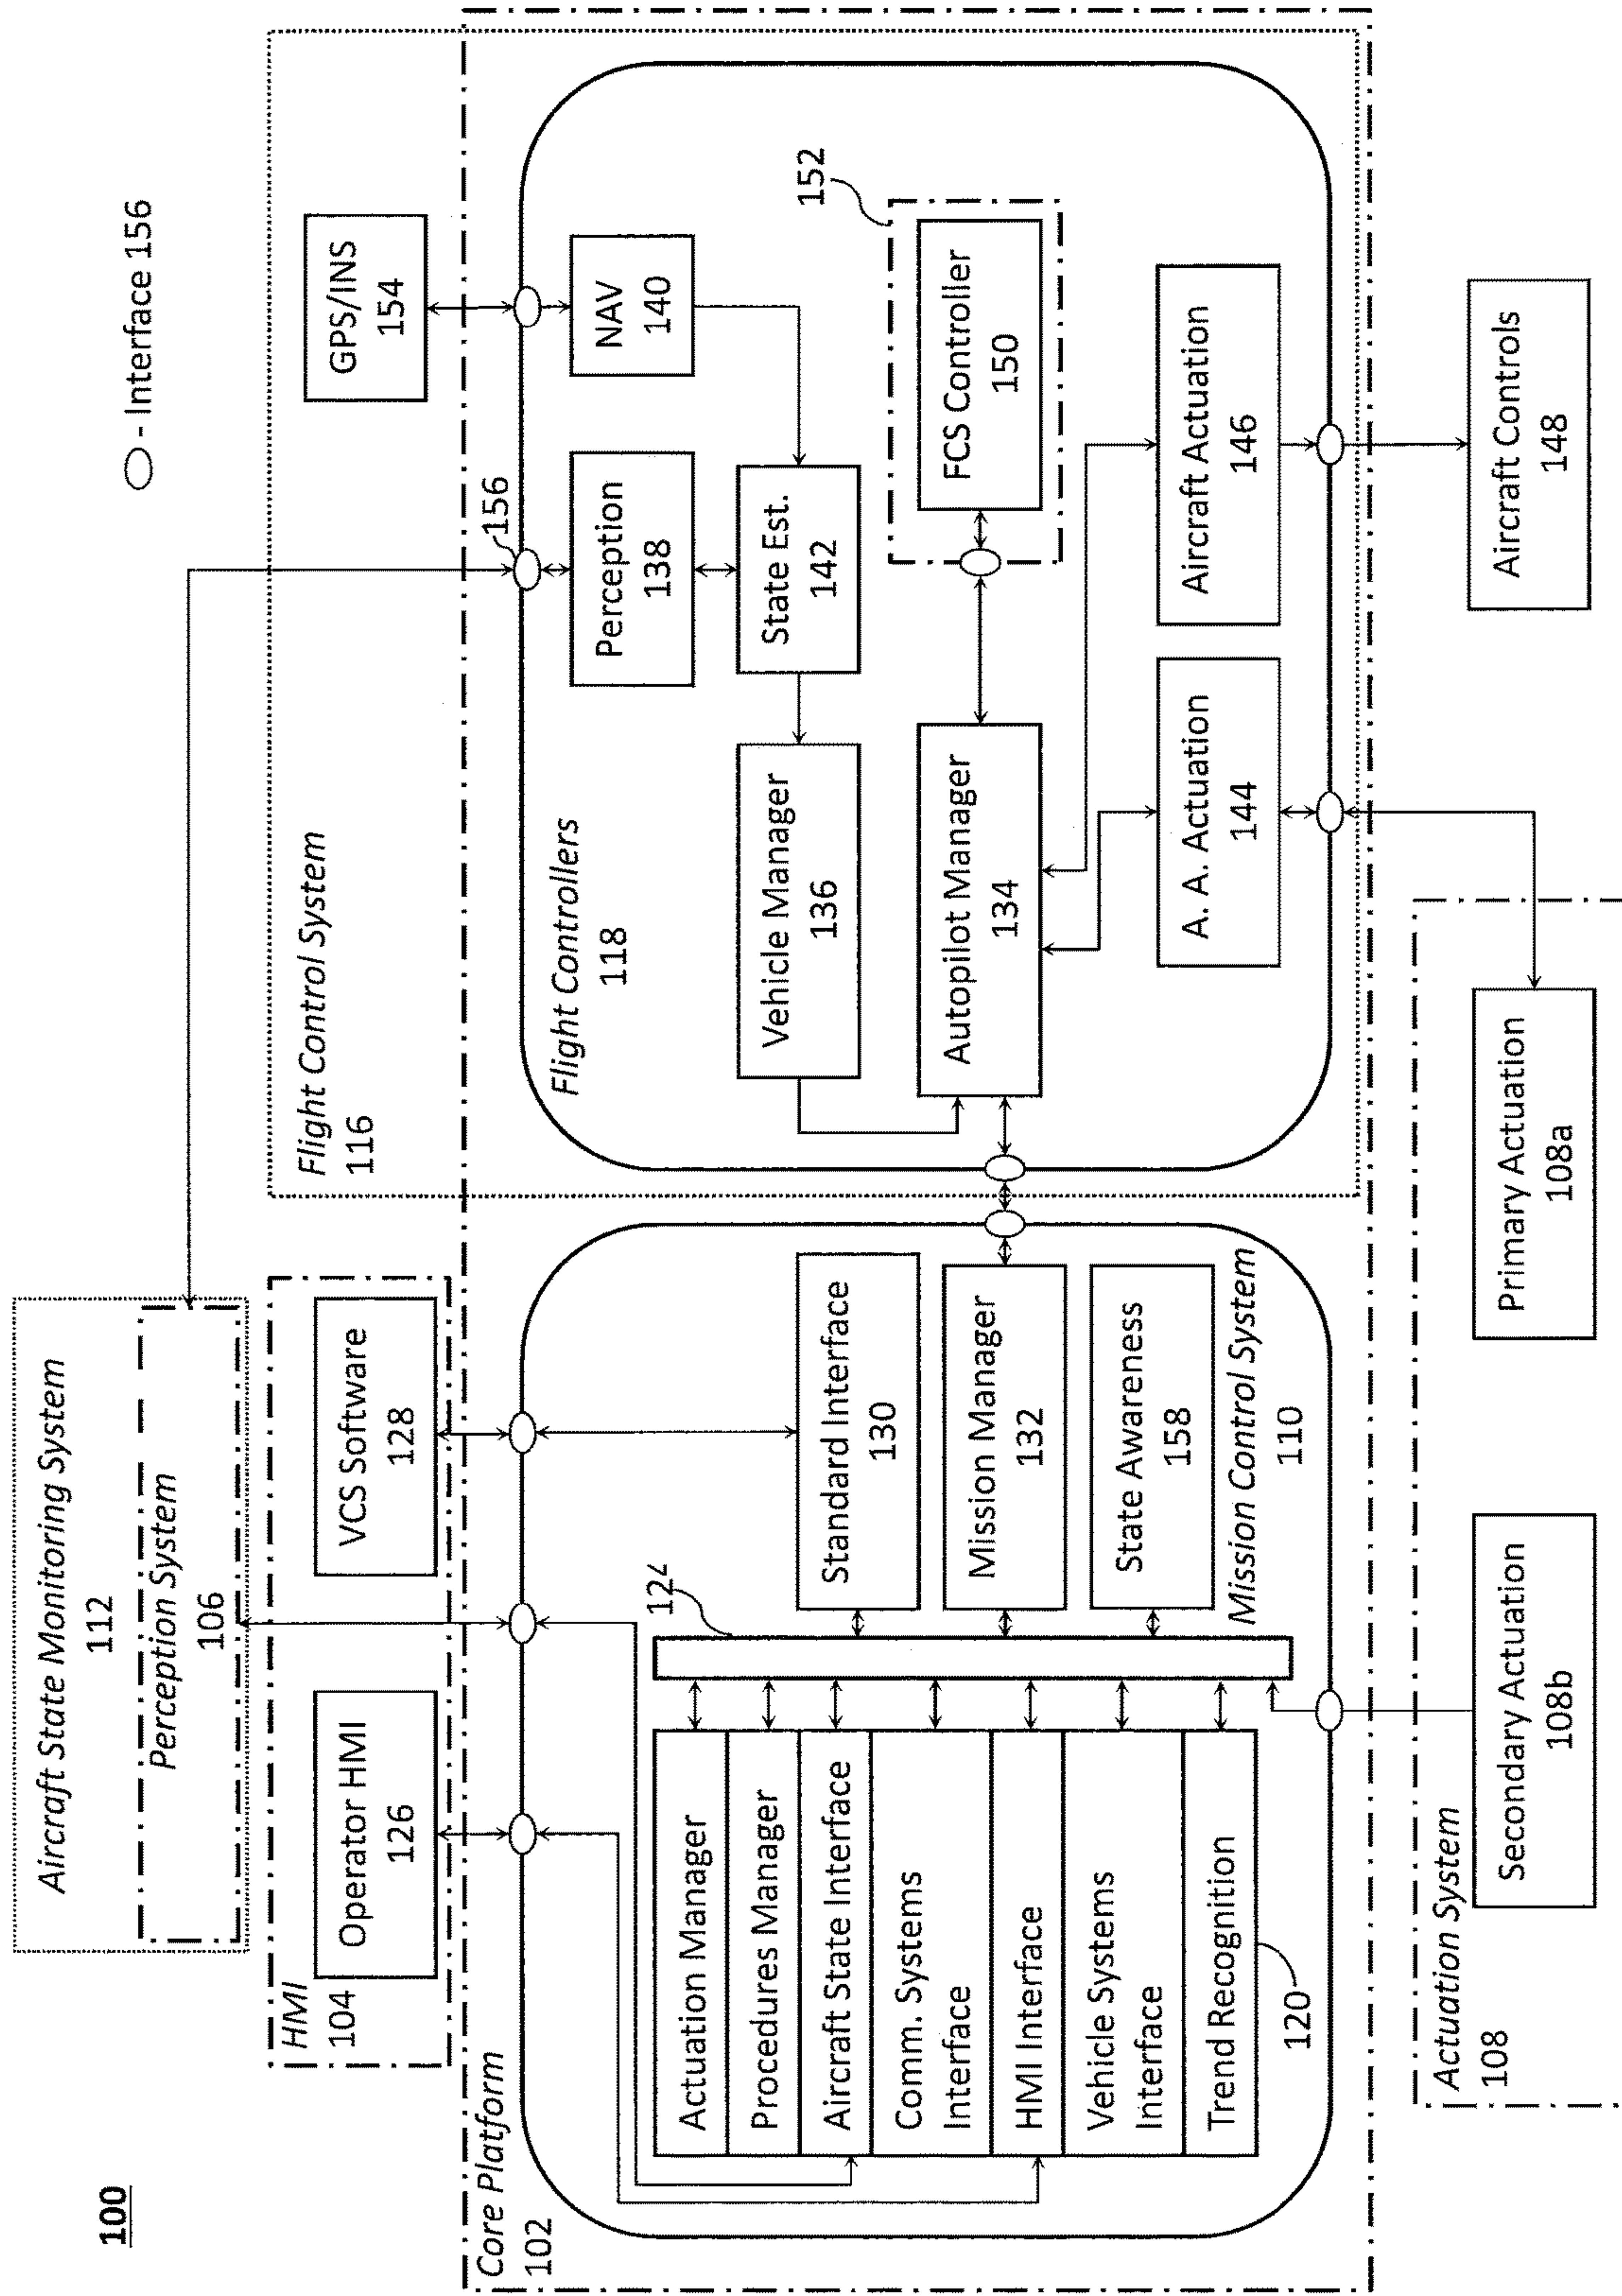 100
Aircraft State Monitoring System
112
Perception System
106
○ - Interface 156
HMI
104
Operator HMI
126
VCS Software
128
Flight Control System
116
GPS/INS
154
Core Platform
102
156
Flight Controllers
118
Perception
138
NAV
140
Actuation Manager
Procedures Manager
Aircraft State Interface
Comm. Systems
Interface
HMI Interface
Vehicle Systems
Interface
Trend Recognition
120
124
Standard Interface
130
Mission Manager
132
State Awareness
158
Mission Control System
110
Vehicle Manager
136
State Est.
142
152
Autopilot Manager
134
FCS Controller
150
A. A. Actuation
144
Aircraft Actuation
146
Actuation System
108
Secondary Actuation
108b
Primary Actuation
108a
Aircraft Controls
148